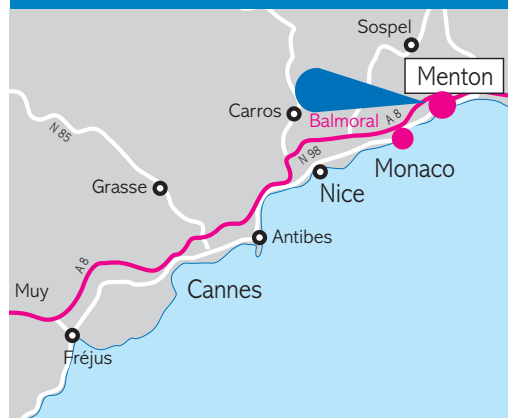 Sospel
Menton
Carros
Balmoral
A 8
N 85
N 98
Monaco
Grasse
Nice
Antibes
A 8
Muy
Cannes
Fréjus